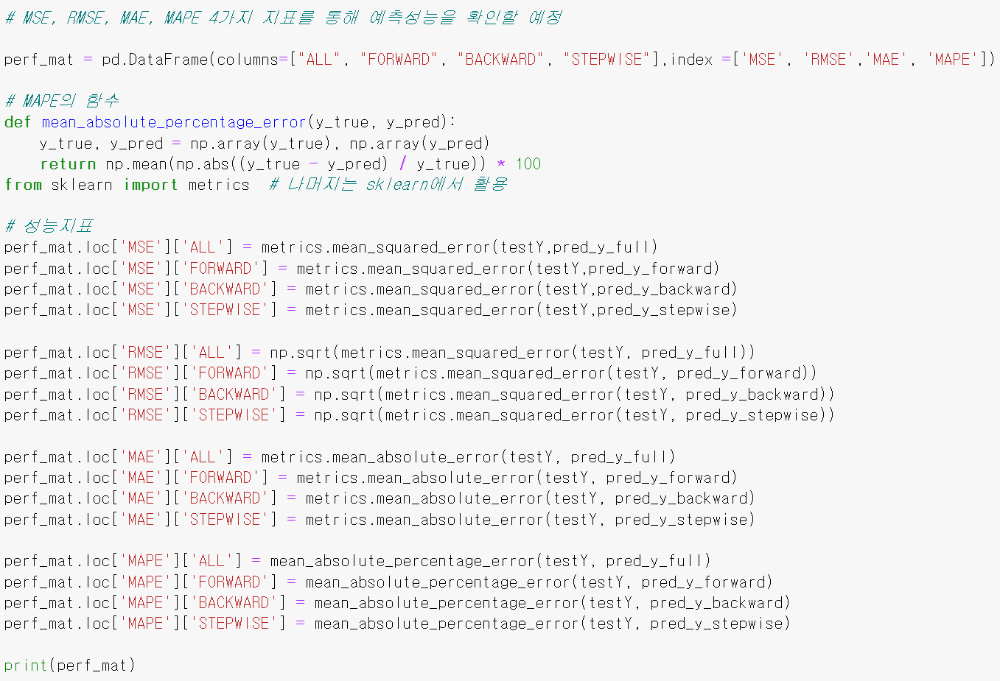 # MSE, RMSE, MAE, MAPE 4가지 지표를 통해 예측성능을 확인할 예정
perf_mat = pd.DataFrame(columns=["ALL", "FORWARD", "BACKWARD", "STEPWISE"],index =['MSE', 'RMSE','MAE', 'MAPE'])
# MAPE의 함수
def mean_absolute_percentage_error(y_true, y_pred):
    y_true, y_pred = np.array(y_true), np.array(y_pred)
    return np.mean(np.abs((y_true - y_pred) / y_true)) * 100
from sklearn import metrics  # 나머지는 sklearn에서 활용
# 성능지표
perf_mat.loc['MSE']['ALL'] = metrics.mean_squared_error(testY,pred_y_full)
perf_mat.loc['MSE']['FORWARD'] = metrics.mean_squared_error(testY,pred_y_forward)
perf_mat.loc['MSE']['BACKWARD'] = metrics.mean_squared_error(testY,pred_y_backward)
perf_mat.loc['MSE']['STEPWISE'] = metrics.mean_squared_error(testY,pred_y_stepwise)
perf_mat.loc['RMSE']['ALL'] = np.sqrt(metrics.mean_squared_error(testY, pred_y_full))
perf_mat.loc['RMSE']['FORWARD'] = np.sqrt(metrics.mean_squared_error(testY, pred_y_forward))
perf_mat.loc['RMSE']['BACKWARD'] = np.sqrt(metrics.mean_squared_error(testY, pred_y_backward))
perf_mat.loc['RMSE']['STEPWISE'] = np.sqrt(metrics.mean_squared_error(testY, pred_y_stepwise))
perf_mat.loc['MAE']['ALL'] = metrics.mean_absolute_error(testY, pred_y_full)
perf_mat.loc['MAE']['FORWARD'] = metrics.mean_absolute_error(testY, pred_y_forward)
perf_mat.loc['MAE']['BACKWARD'] = metrics.mean_absolute_error(testY, pred_y_backward)
perf_mat.loc['MAE']['STEPWISE'] = metrics.mean_absolute_error(testY, pred_y_stepwise)
perf_mat.loc['MAPE']['ALL'] = mean_absolute_percentage_error(testY, pred_y_full)
perf_mat.loc['MAPE']['FORWARD'] = mean_absolute_percentage_error(testY, pred_y_forward)
perf_mat.loc['MAPE']['BACKWARD'] = mean_absolute_percentage_error(testY, pred_y_backward)
perf_mat.loc['MAPE']['STEPWISE'] = mean_absolute_percentage_error(testY, pred_y_stepwise)
print(perf_mat)